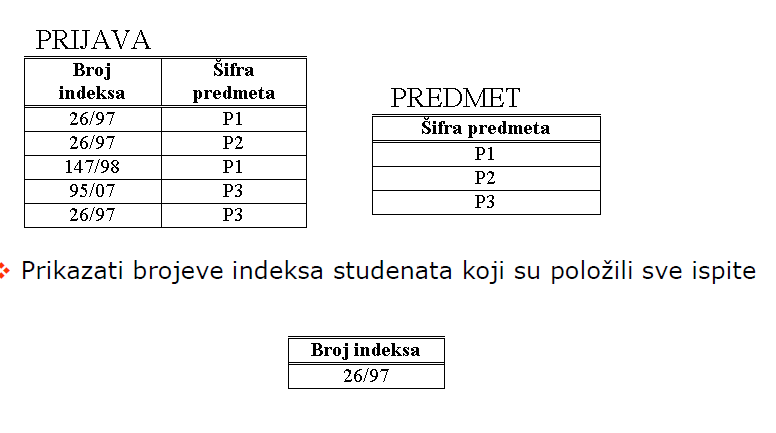 PRIJAVA
Broj indeksa Šifra predmeta
26/97 P1
26/97 P2
147/98 P1
95/07 P3
26/97 P3
PREDMET
Šifra predmeta
P1
P2
P3
Prikazati brojeve indeksa studenata koji su položili sve ispite
Broj indeksa
26/97